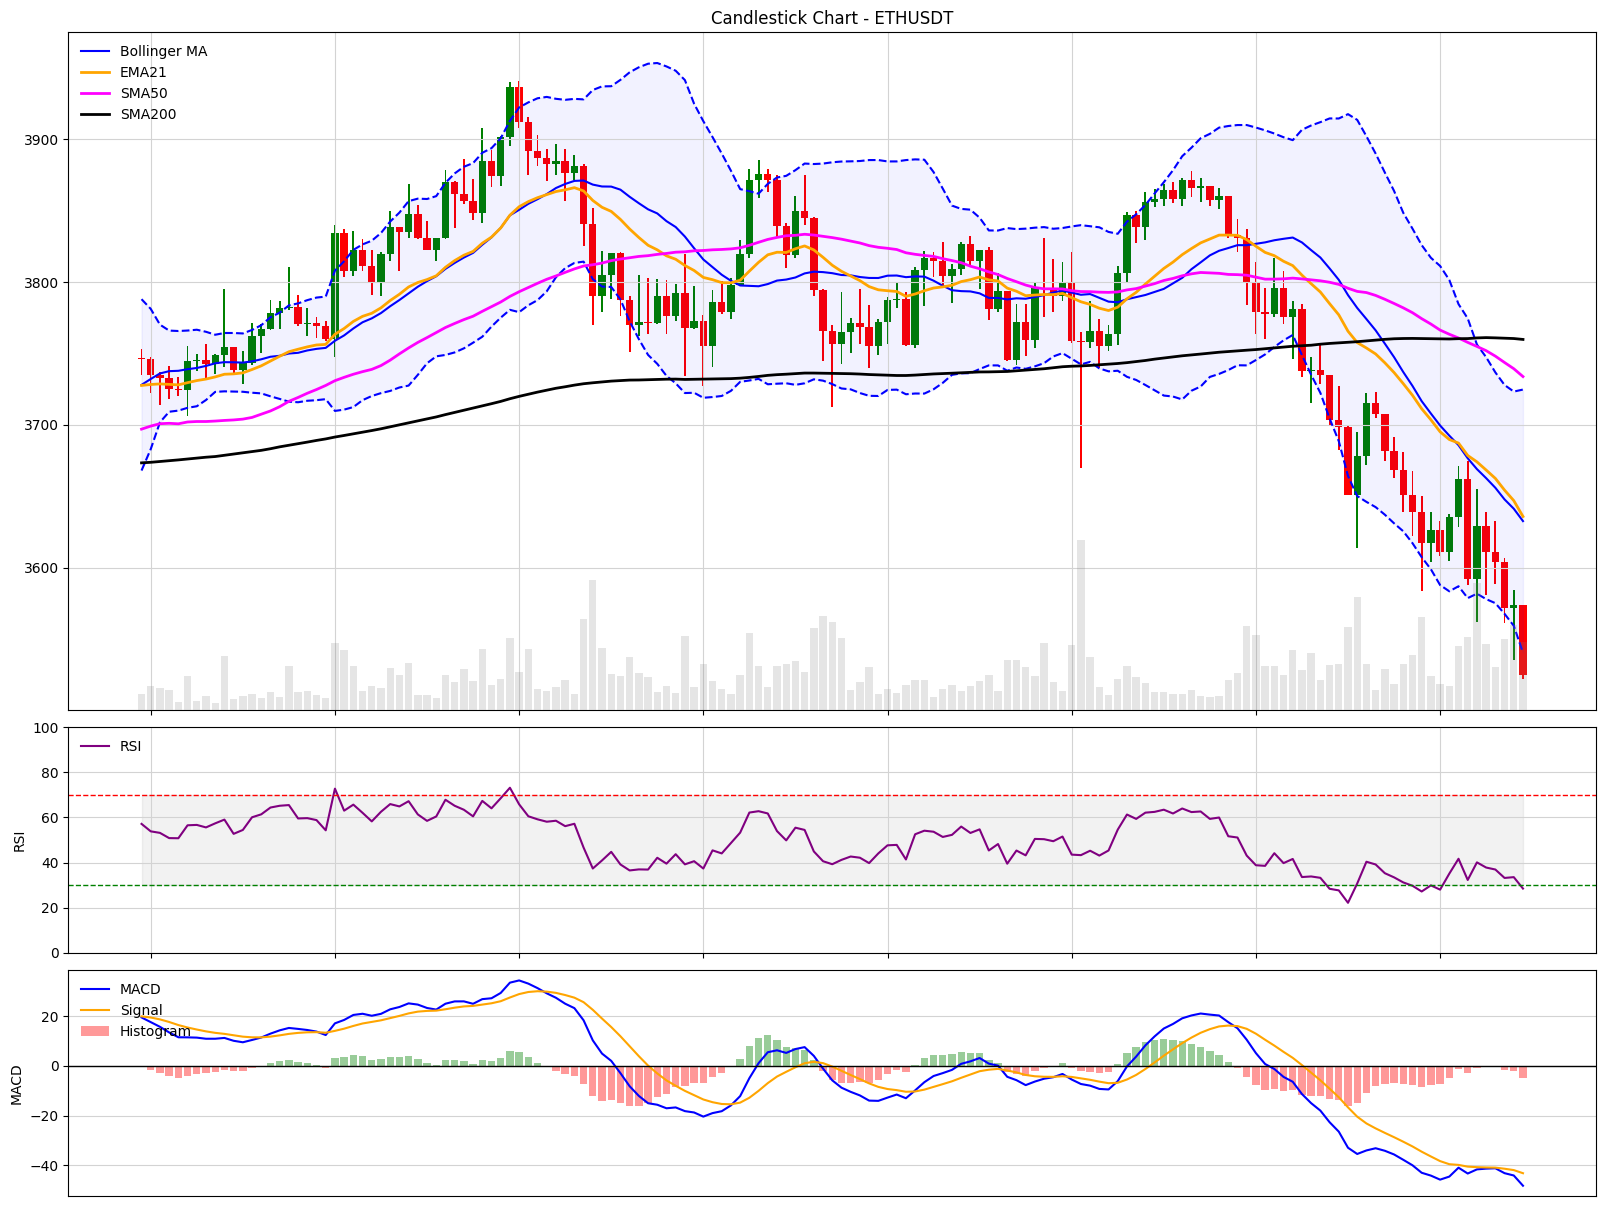 Candlestick Chart - ETHUSDT
Bollinger MA
EMA21
SMA50
SMA200
3900
3800
3700
3600
RSI
100
80
60
40
20
0
RSI
MACD
Signal
Histogram
20
0
−20
−40
MACD